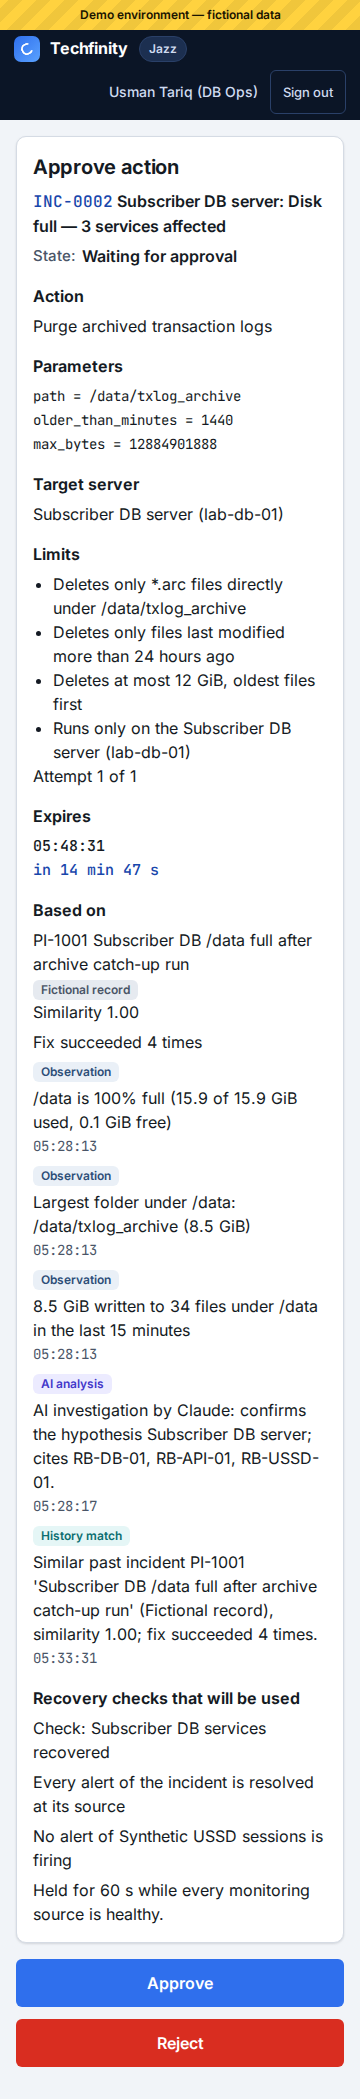 Demo environment — fictional data
Techfinity Jazz
Usman Tariq (DB Ops) Sign out
Approve action
INC-0002 Subscriber DB server: Disk
full — 3 services affected
State: Waiting for approval
Action
Purge archived transaction logs
Parameters
path = /data/txlog_archive
older_than_minutes = 1440
max_bytes = 12884901888
Target server
Subscriber DB server (lab-db-01)
Limits
• Deletes only *.arc files directly
under /data/txlog_archive
• Deletes only files last modified
more than 24 hours ago
• Deletes at most 12 GiB, oldest files
first
• Runs only on the Subscriber DB
server (lab-db-01)
Attempt 1 of 1
Expires
05:48:31
in 14 min 47 s
Based on
PI-1001 Subscriber DB /data full after
archive catch-up run
Fictional record
Similarity 1.00
Fix succeeded 4 times
Observation
/data is 100% full (15.9 of 15.9 GiB
used, 0.1 GiB free)
05:28:13
Observation
Largest folder under /data:
/data/txlog_archive (8.5 GiB)
05:28:13
Observation
8.5 GiB written to 34 files under /data
in the last 15 minutes
05:28:13
AI analysis
AI investigation by Claude: confirms
the hypothesis Subscriber DB server;
cites RB-DB-01, RB-API-01, RB-USSD-
01.
05:28:17
History match
Similar past incident PI-1001
'Subscriber DB /data full after archive
catch-up run' (Fictional record),
similarity 1.00; fix succeeded 4 times.
05:33:31
Recovery checks that will be used
Check: Subscriber DB services
recovered
Every alert of the incident is resolved
at its source
No alert of Synthetic USSD sessions is
firing
Held for 60 s while every monitoring
source is healthy.
Approve
Reject